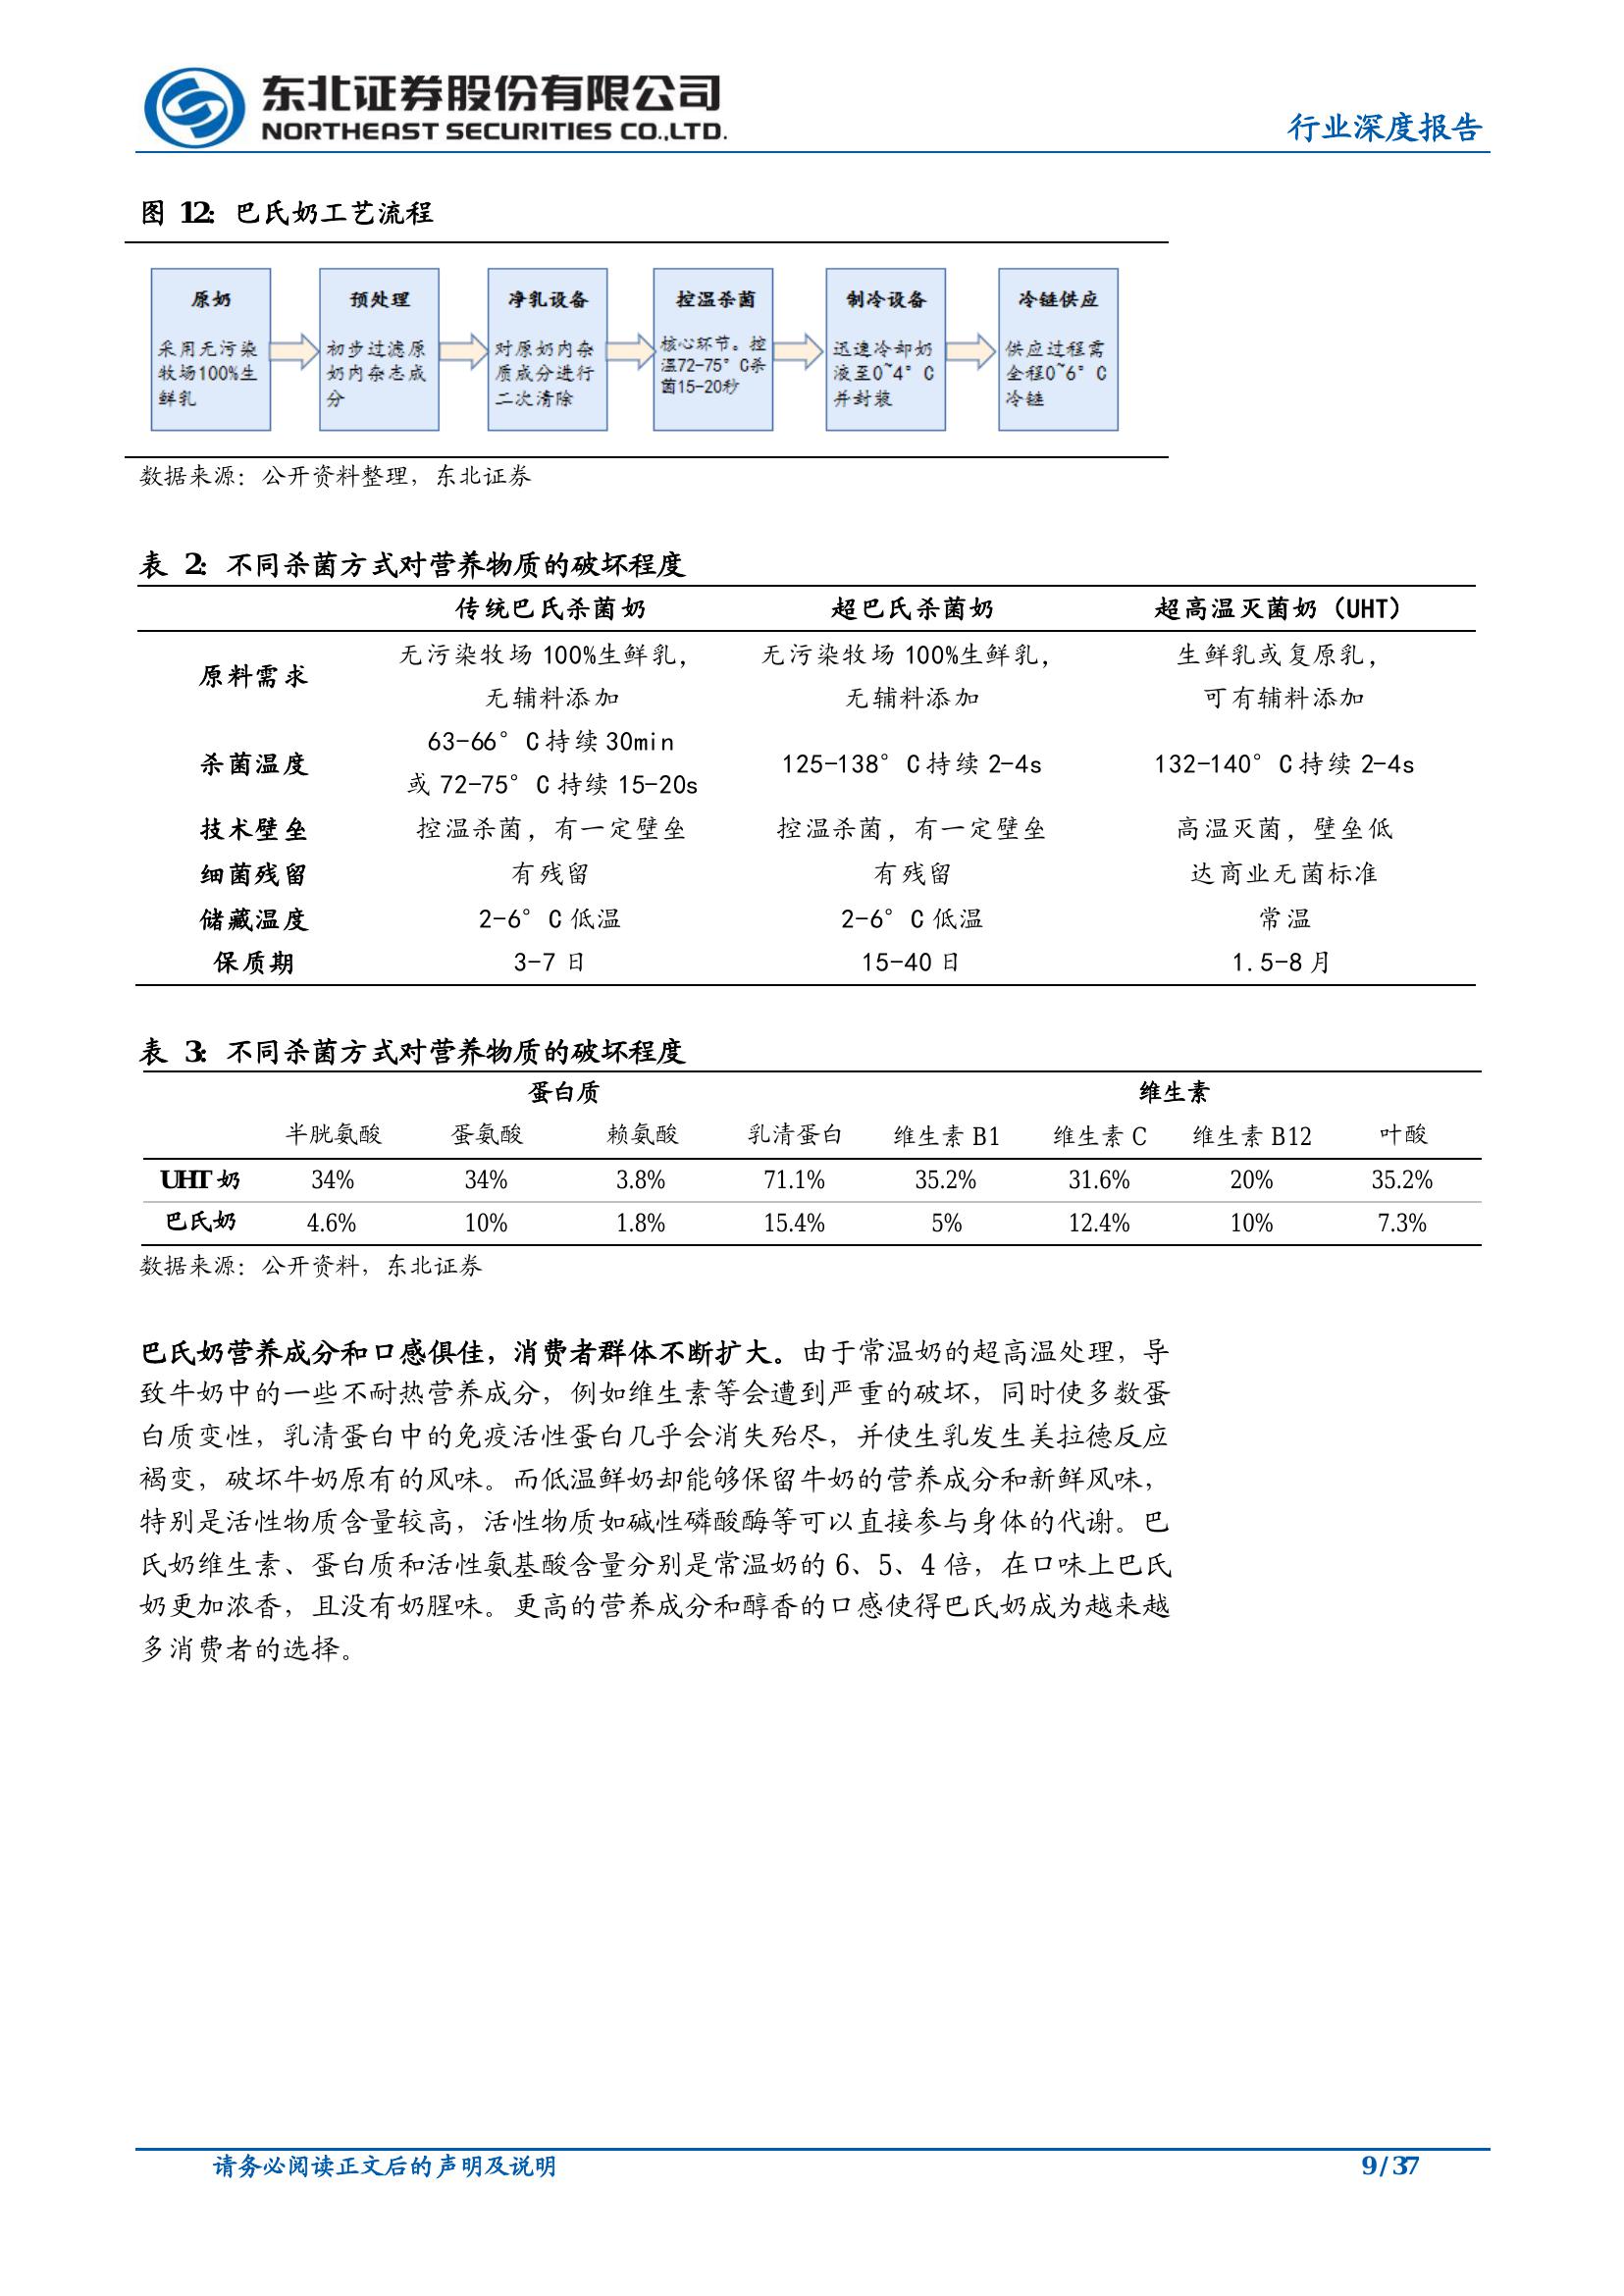 东北证券股份有限公司
NORTHEAST SECURITIES CO.,LTD.
行业深度报告
图 12: 巴氏奶工艺流程
原奶
采用无污染
牧场100%生
鲜乳
预处理
初步过滤原
奶内杂志成
分
净乳设备
对原奶内杂
质成分进行
二次清除
控温杀菌
核心环节。控
温72-75°C杀
菌15-20秒
制冷设备
迅速冷却奶
液至0~4°C
并封装
冷链供应
供应过程需
全程0~6°C
冷链
数据来源：公开资料整理，东北证券
表 2: 不同杀菌方式对营养物质的破坏程度
传统巴氏杀菌奶 超巴氏杀菌奶 超高温灭菌奶（UHT）
原料需求 无污染牧场 100%生鲜乳， 无污染牧场 100%生鲜乳， 生鲜乳或复原乳，
无辅料添加 无辅料添加 可有辅料添加
杀菌温度 63-66°C持续30min 125-138°C持续 2-4s 132-140°C持续 2-4s
或 72-75°C持续 15-20s
技术壁垒 控温杀菌，有一定壁垒 控温杀菌，有一定壁垒 高温灭菌，壁垒低
细菌残留 有残留 有残留 达商业无菌标准
储藏温度 2-6°C低温 2-6°C低温 常温
保质期 3-7 日 15-40 日 1.5-8 月
表 3: 不同杀菌方式对营养物质的破坏程度
蛋白质 维生素
半胱氨酸 蛋氨酸 赖氨酸 乳清蛋白 维生素 B1 维生素 C 维生素 B12 叶酸
UHT 奶 34% 34% 3.8% 71.1% 35.2% 31.6% 20% 35.2%
巴氏奶 4.6% 10% 1.8% 15.4% 5% 12.4% 10% 7.3%
数据来源：公开资料，东北证券
巴氏奶营养成分和口感俱佳，消费者群体不断扩大。由于常温奶的超高温处理，导
致牛奶中的一些不耐热营养成分，例如维生素等会遭到严重的破坏，同时使多数蛋
白质变性，乳清蛋白中的免疫活性蛋白几乎会消失殆尽，并使生乳发生美拉德反应
褐变，破坏牛奶原有的风味。而低温鲜奶却能够保留牛奶的营养成分和新鲜风味，
特别是活性物质含量较高，活性物质如碱性磷酸酶等可以直接参与身体的代谢。巴
氏奶维生素、蛋白质和活性氨基酸含量分别是常温奶的 6、5、4 倍，在口味上巴氏
奶更加浓香，且没有奶腥味。更高的营养成分和醇香的口感使得巴氏奶成为越来越
多消费者的选择。
请务必阅读正文后的声明及说明
9 / 37